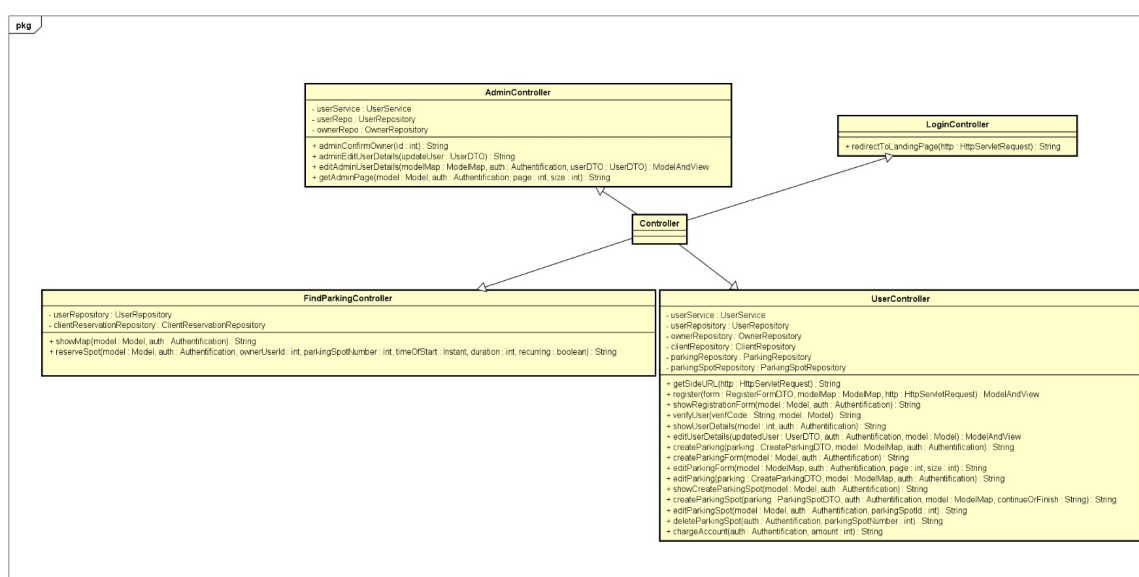 pkg
AdminController
- userService : UserService
- userRepo : UserRepository
- ownerRepo : OwnerRepository
+ adminConfirmOwner(id : int) : String
+ adminEditUserDetails(updateUser : UserDTO) : String
+ editAdminUserDetails(modelMap : ModelMap, auth : Authentification, userDTO : UserDTO) : ModelAndView
+ getAdminPage(model : Model, auth : Authentification, page : int, size : int) : String
LoginController
+ redirectToLandingPage(http : HttpServletRequest) : String
Controller
FindParkingController
- userRepository : UserRepository
- clientReservationRepository : ClientReservationRepository
+ showMap(model : Model, auth : Authentification) : String
+ reserveSpot(model : Model, auth : Authentification, ownerUserId : int, parkingSpotNumber : int, timeOfStart : Instant, duration : int, recurring : boolean) : String
UserController
- userService : UserService
- userRepository : UserRepository
- ownerRepository : OwnerRepository
- clientRepository : ClientRepository
- parkingRepository : ParkingRepository
- parkingSpotRepository : ParkingSpotRepository
+ getSideURL(http : HttpServletRequest) : String
+ register(form : RegisterFormDTO, modelMap : ModelMap, http : HttpServletRequest) : ModelAndView
+ showRegistrationForm(model : Model, auth : Authentification) : String
+ verifyUser(verifCode : String, model : Model) : String
+ showUserDetails(model : int, auth : Authentification) : String
+ editUserDetails(updatedUser : UserDTO, auth : Authentification, model : Model) : ModelAndView
+ createParking(parking : CreateParkingDTO, model : ModelMap, auth : Authentification) : String
+ createParkingForm(model : Model, auth : Authentification) : String
+ editParkingForm(model : ModelMap, auth : Authentification, page : int, size : int) : String
+ editParking(parking : CreateParkingDTO, model : ModelMap, auth : Authentification) : String
+ showCreateParkingSpot(model : Model, auth : Authentification) : String
+ createParkingSpot(parking : ParkingSpotDTO, auth : Authentification, model : ModelMap, continueOrFinish : String) : String
+ editParkingSpot(model : Model, auth : Authentification, parkingSpotId : int) : String
+ deleteParkingSpot(auth : Authentification, parkingSpotNumber : int) : String
+ chargeAccount(auth : Authentification, amount : int) : String